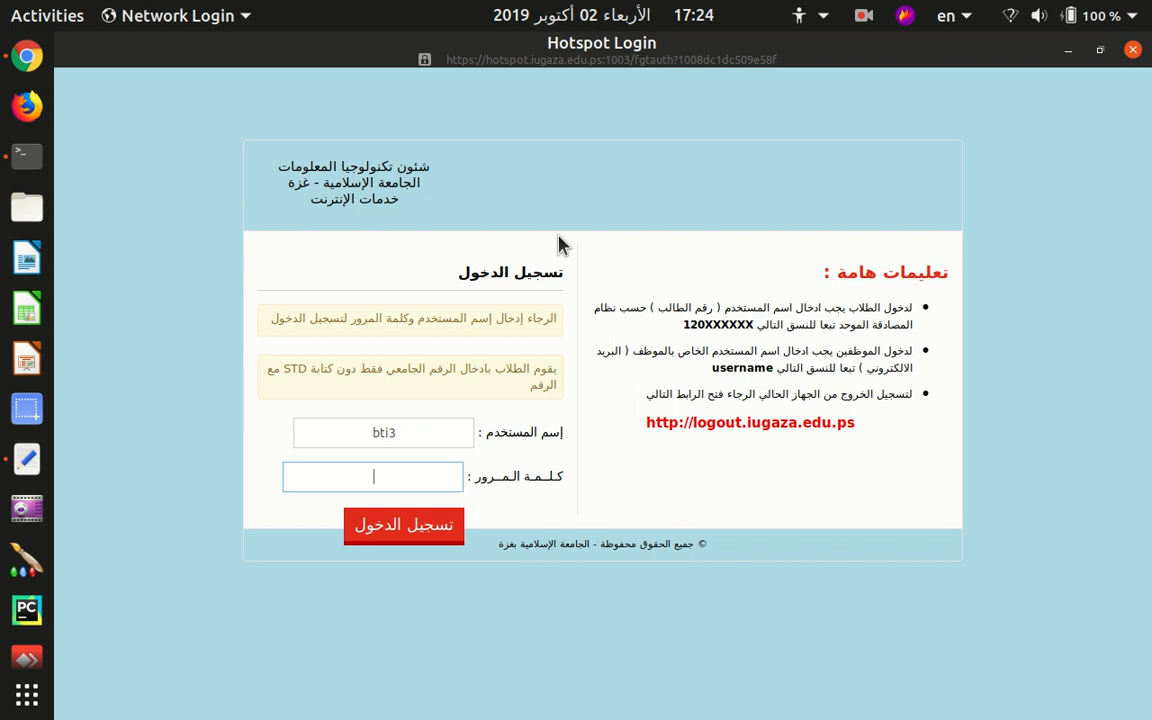 Activities
Network Login
الأربعاء 02 أكتوبر 2019
17:24
en
100 %
Hotspot Login
https://hotspot.iugaza.edu.ps:1003/fgtauth?1008dc1dc509e58f
شئون تكنولوجيا المعلومات
الجامعة الإسلامية - غزة
خدمات الإنترنت
تعليمات هامة :
لدخول الطلاب يجب ادخال اسم المستخدم ( رقم الطالب ) حسب نظام
المصادقة الموحد تبعا للنسق التالي 120XXXXXX
لدخول الموظفين يجب ادخال اسم المستخدم الخاص بالموظف ( البريد
الالكتروني ) تبعا للنسق التالي username
لتسجيل الخروج من الجهاز الحالي الرجاء فتح الرابط التالي
http://logout.iugaza.edu.ps
تسجيل الدخول
الرجاء إدخال إسم المستخدم وكلمة المرور لتسجيل الدخول
يقوم الطلاب بادخال الرقم الجامعي فقط دون كتابة STD مع
الرقم
إسم المستخدم :
bti3
كـلــمـة الـمــرور :
تسجيل الدخول
© جميع الحقوق محفوظة - الجامعة الإسلامية بغزة
PC